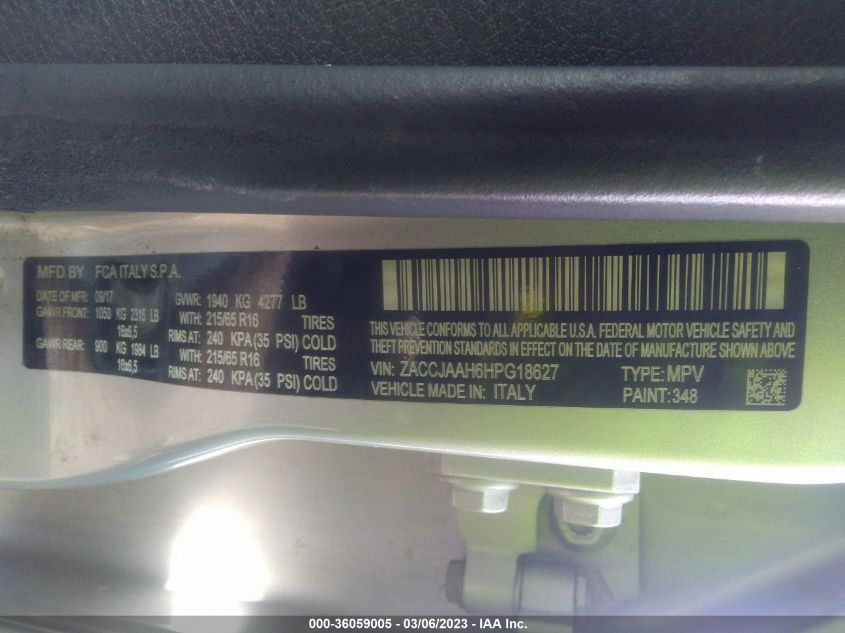 MFD BY FCA ITALY S.P.A.
DATE OF MFR: 09/17 GVWR: 1940 KG 4277 LB
GAWR FRONT: 1050 KG 2315 LB WITH: 215/65 R16 TIRES
16x6,5 RIMS AT: 240 KPA (35 PSI) COLD
GAWR REAR: 900 KG 1984 LB WITH: 215/65 R16 TIRES
16x6,5 RIMS AT: 240 KPA (35 PSI) COLD
THIS VEHICLE CONFORMS TO ALL APPLICABLE U.S.A. FEDERAL MOTOR VEHICLE SAFETY AND
THEFT PREVENTION STANDARDS IN EFFECT ON THE DATE OF MANUFACTURE SHOWN ABOVE
VIN: ZACCJAAH6HPG18627 TYPE: MPV
VEHICLE MADE IN: ITALY PAINT: 348
000-36059005 - 03/06/2023 - IAA Inc.